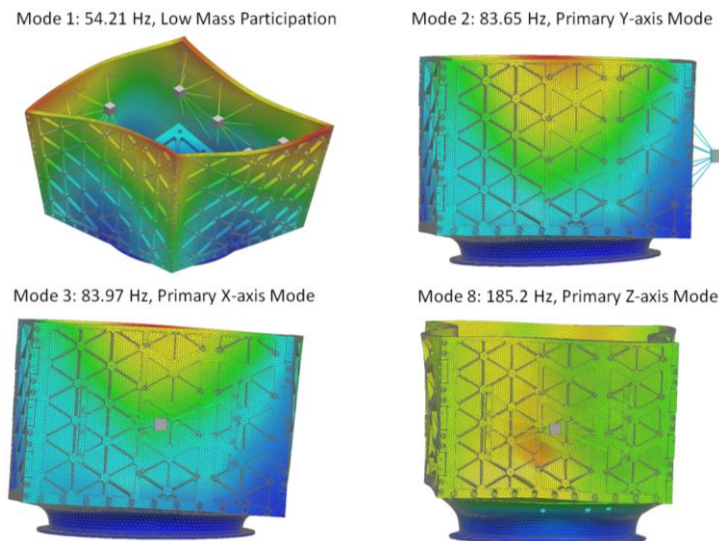 Mode 1: 54.21 Hz, Low Mass Participation
Mode 2: 83.65 Hz, Primary Y-axis Mode
Mode 3: 83.97 Hz, Primary X-axis Mode
Mode 8: 185.2 Hz, Primary Z-axis Mode